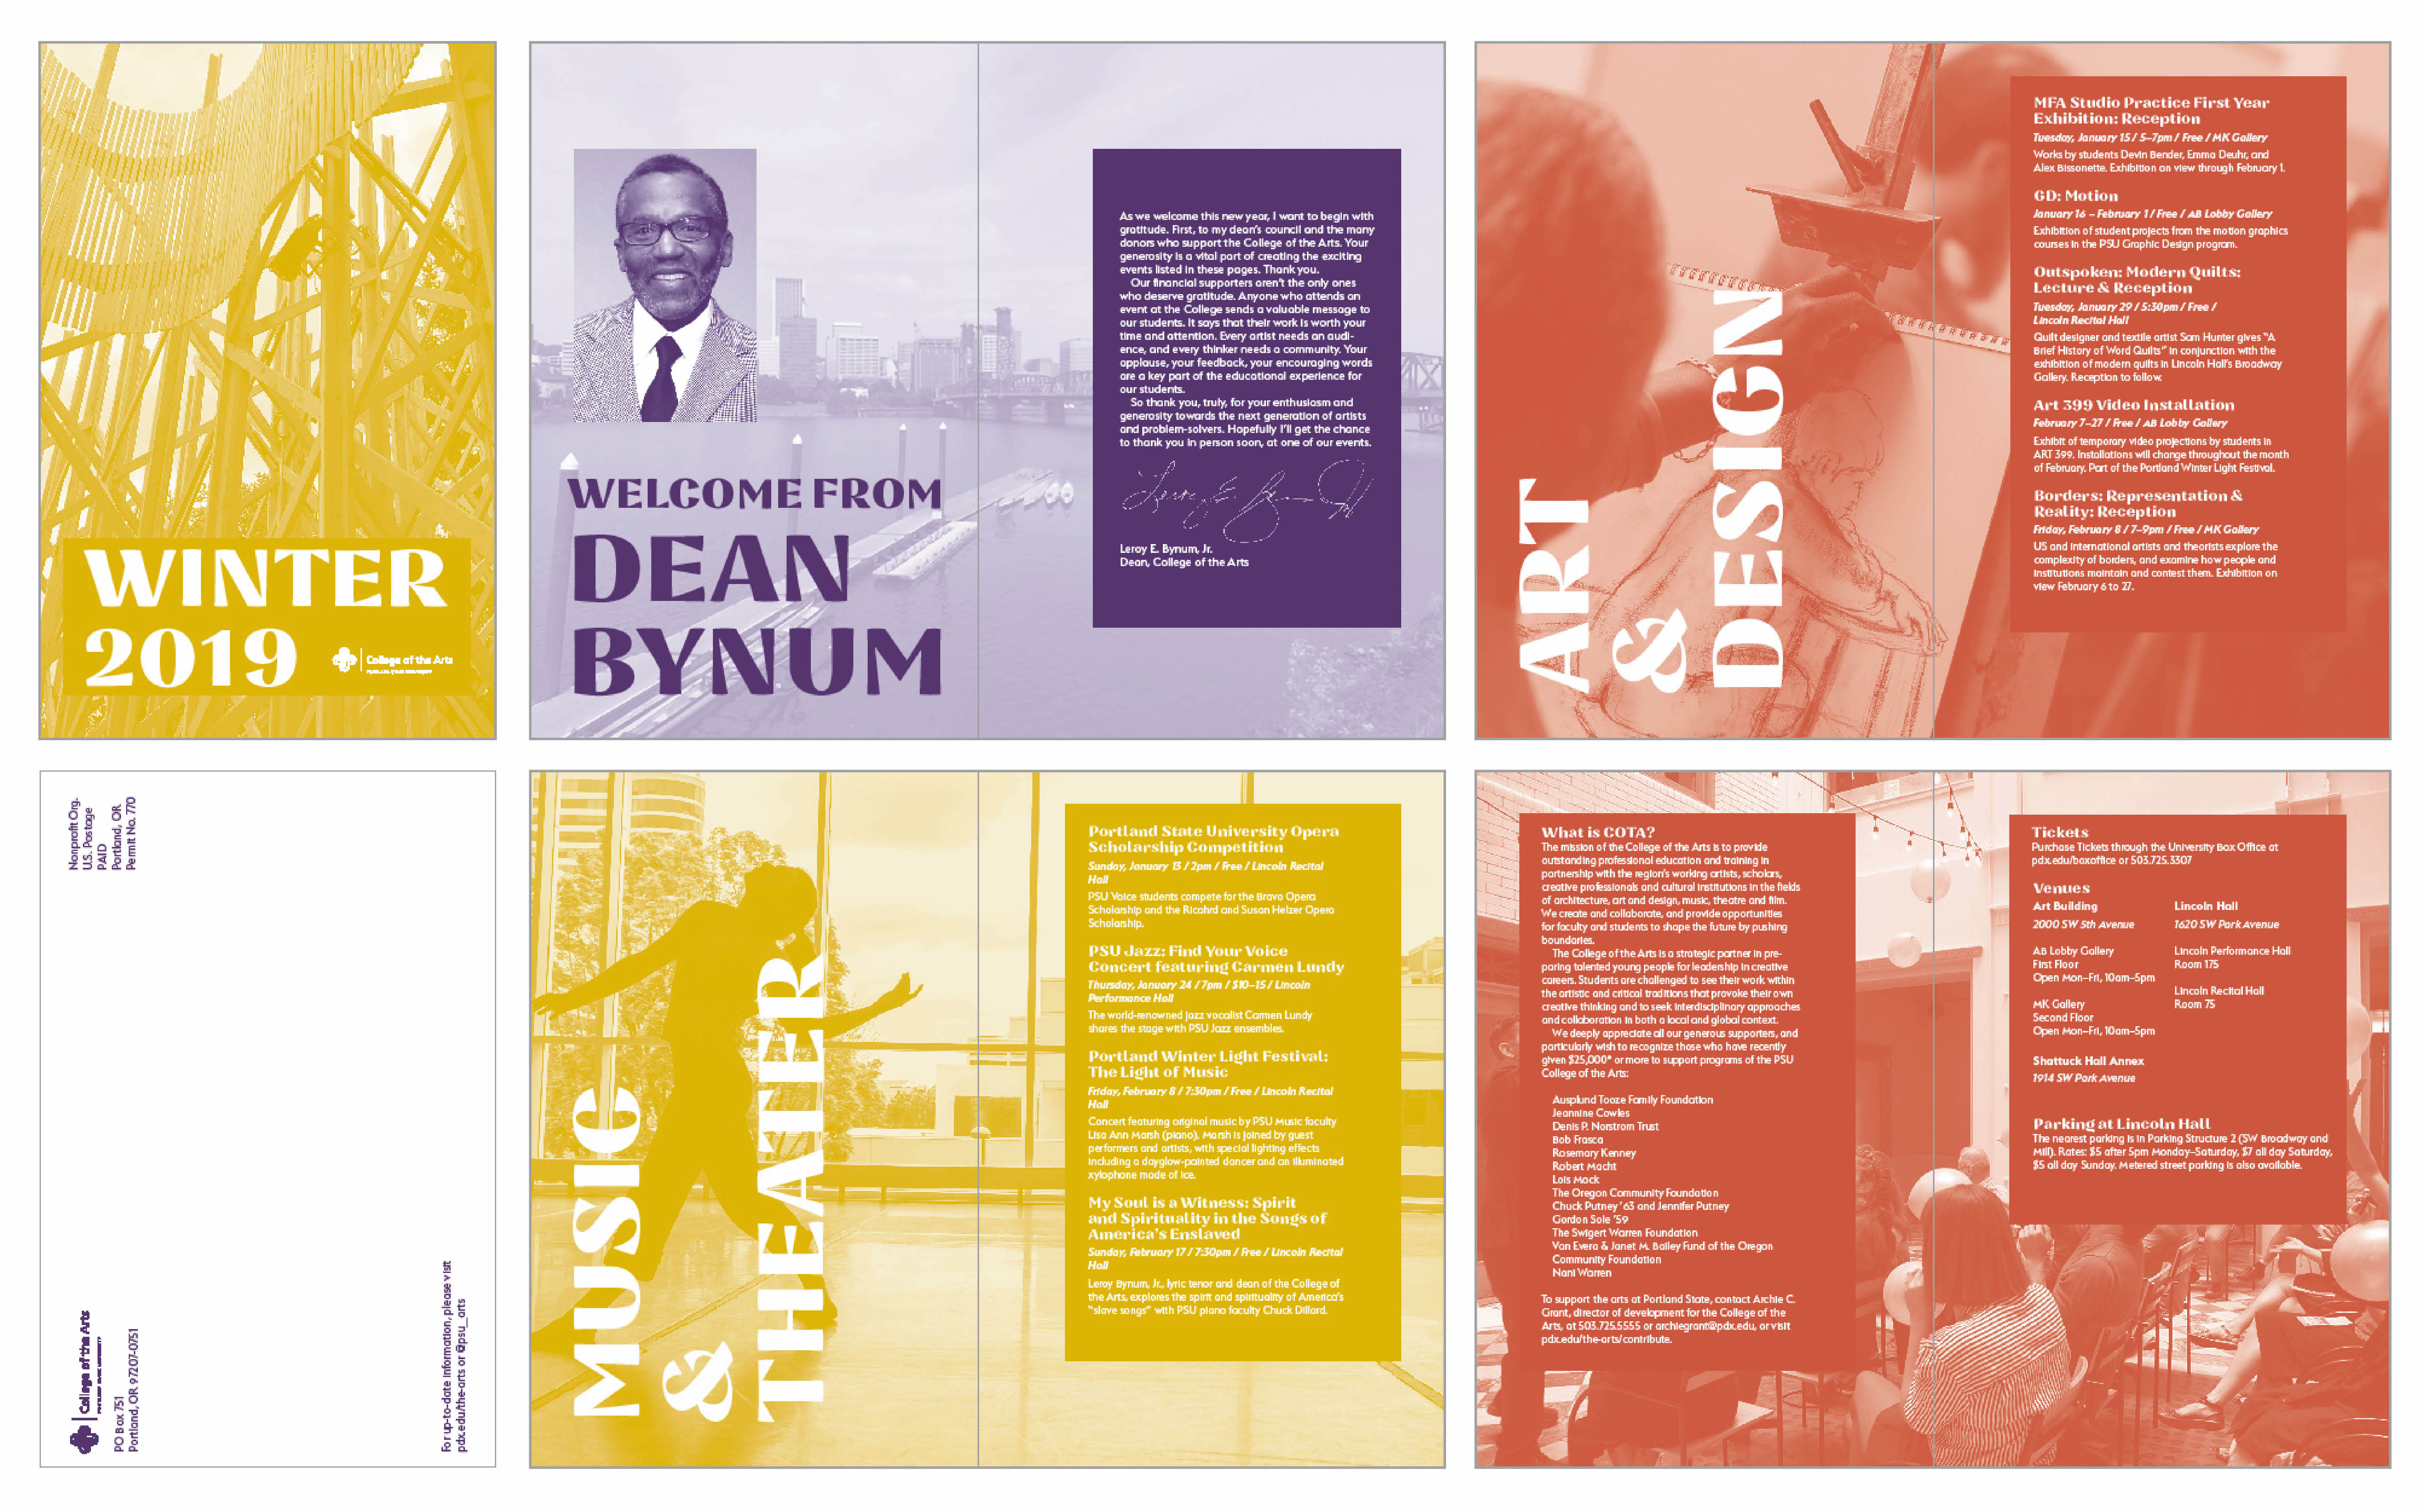 WINTER
2019
College of the Arts
PORTLAND STATE UNIVERSITY
WELCOME FROM
DEAN
BYNUM
As we welcome this new year, I want to begin with
gratitude. First, to my dean's council and the many
donors who support the College of the Arts. Your
generosity is a vital part of creating the exciting
events listed in these pages. Thank you.
Our financial supporters aren't the only ones
who deserve gratitude. Anyone who attends an
event at the College sends a valuable message to
our students. It says that their work is worth your
time and attention. Every artist needs an audi-
ence, and every thinker needs a community. Your
applause, your feedback, your encouraging words
are a key part of the educational experience for
our students.
So thank you, truly, for your enthusiasm and
generosity towards the next generation of artists
and problem-solvers. Hopefully I'll get the chance
to thank you in person soon, at one of our events.
Leroy E. Bynum, Jr.
Leroy E. Bynum, Jr.
Dean, College of the Arts
ART
&
DESIGN
MFA Studio Practice First Year
Exhibition: Reception
Tuesday, January 15 / 5–7pm / Free / MK Gallery
Works by students Devin Bender, Emma Deuhr, and
Alex Bissonette. Exhibition on view through February 1.
GD: Motion
January 16 – February 1 / Free / AB Lobby Gallery
Exhibition of student projects from the motion graphics
courses in the PSU Graphic Design program.
Outspoken: Modern Quilts:
Lecture & Reception
Tuesday, January 29 / 5:30pm / Free /
Lincoln Recital Hall
Quilt designer and textile artist Sam Hunter gives "A
Brief History of Word Quilts" in conjunction with the
exhibition of modern quilts in Lincoln Hall's Broadway
Gallery. Reception to follow.
Art 399 Video Installation
February 7–27 / Free / AB Lobby Gallery
Exhibit of temporary video projections by students in
ART 399. Installations will change throughout the month
of February. Part of the Portland Winter Light Festival.
Borders: Representation &
Reality: Reception
Friday, February 8 / 7–9pm / Free / MK Gallery
US and international artists and theorists explore the
complexity of borders, and examine how people and
institutions maintain and contest them. Exhibition on
view February 6 to 27.
Nonprofit Org.
U.S. Postage
PAID
Portland, OR
Permit No. 770
College of the Arts
PORTLAND STATE UNIVERSITY
PO Box 751
Portland, OR 97207-0751
For up-to-date information, please visit
pdx.edu/the-arts or @psu_arts
MUSIC
&
THEATER
Portland State University Opera
Scholarship Competition
Sunday, January 13 / 2pm / Free / Lincoln Recital
Hall
PSU Voice students compete for the Bravo Opera
Scholarship and the Ricahrd and Susan Helzer Opera
Scholarship.
PSU Jazz: Find Your Voice
Concert featuring Carmen Lundy
Thursday, January 24 / 7pm / $10–15 / Lincoln
Performance Hall
The world-renowned jazz vocalist Carmen Lundy
shares the stage with PSU Jazz ensembles.
Portland Winter Light Festival:
The Light of Music
Friday, February 8 / 7:30pm / Free / Lincoln Recital
Hall
Concert featuring original music by PSU Music faculty
Lisa Ann Marsh (piano). Marsh is joined by guest
performers and artists, with special lighting effects
including a dayglow-painted dancer and an illuminated
xylophone made of ice.
My Soul is a Witness: Spirit
and Spirituality in the Songs of
America's Enslaved
Sunday, February 17 / 7:30pm / Free / Lincoln Recital
Hall
Leroy Bynum, Jr., lyric tenor and dean of the College of
the Arts, explores the spirit and spirituality of America's
"slave songs" with PSU piano faculty Chuck Dillard.
What is COTA?
The mission of the College of the Arts is to provide
outstanding professional education and training in
partnership with the region's working artists, scholars,
creative professionals and cultural institutions in the fields
of architecture, art and design, music, theatre and film.
We create and collaborate, and provide opportunities
for faculty and students to shape the future by pushing
boundaries.
The College of the Arts is a strategic partner in pre-
paring talented young people for leadership in creative
careers. Students are challenged to see their work within
the artistic and critical traditions that provoke their own
creative thinking and to seek interdisciplinary approaches
and collaboration in both a local and global context.
We deeply appreciate all our generous supporters, and
particularly wish to recognize those who have recently
given $25,000* or more to support programs of the PSU
College of the Arts:
Ausplund Tooze Family Foundation
Jeannine Cowles
Denis P. Norstrom Trust
Bob Frasca
Rosemary Kenney
Robert Macht
Lois Mock
The Oregon Community Foundation
Chuck Putney '63 and Jennifer Putney
Gordon Sole '59
The Swigert Warren Foundation
Van Evera & Janet M. Bailey Fund of the Oregon
Community Foundation
Nani Warren
To support the arts at Portland State, contact Archie C.
Grant, director of development for the College of the
Arts, at 503.725.5555 or archiegrant@pdx.edu, or visit
pdx.edu/the-arts/contribute.
Tickets
Purchase Tickets through the University Box Office at
pdx.edu/boxoffice or 503.725.3307
Venues
Art Building
2000 SW 5th Avenue
AB Lobby Gallery
First Floor
Open Mon–Fri, 10am–5pm
MK Gallery
Second Floor
Open Mon–Fri, 10am–5pm
Shattuck Hall Annex
1914 SW Park Avenue
Lincoln Hall
1620 SW Park Avenue
Lincoln Performance Hall
Room 175
Lincoln Recital Hall
Room 75
Parking at Lincoln Hall
The nearest parking is in Parking Structure 2 (SW Broadway and
Mill). Rates: $5 after 5pm Monday–Saturday, $7 all day Saturday,
$5 all day Sunday. Metered street parking is also available.